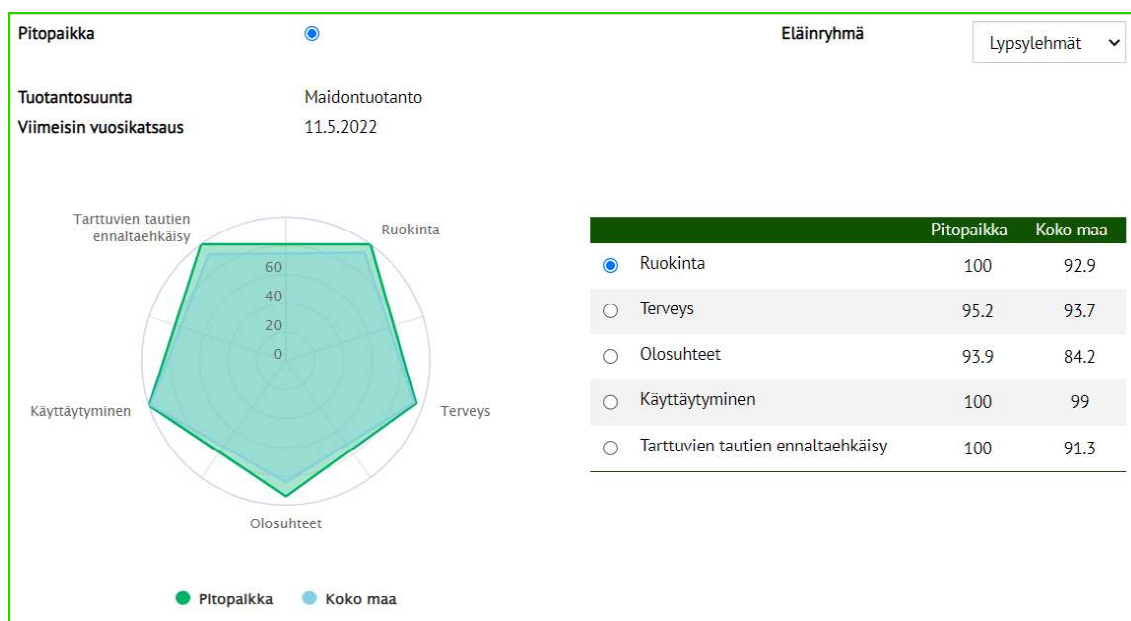 Pitopaikka
Eläinryhmä
Lypsylehmät
Tuotantosuunta Maidontuotanto
Viimeisin vuosikatsaus 11.5.2022
Tarttuvien tautien
ennaltaehkäisy
Ruokinta
60
40
20
0
Käyttäytyminen
Terveys
Olosuhteet
Pitopaikka Koko maa
Pitopaikka Koko maa
Ruokinta 100 92.9
Terveys 95.2 93.7
Olosuhteet 93.9 84.2
Käyttäytyminen 100 99
Tarttuvien tautien ennaltaehkäisy 100 91.3